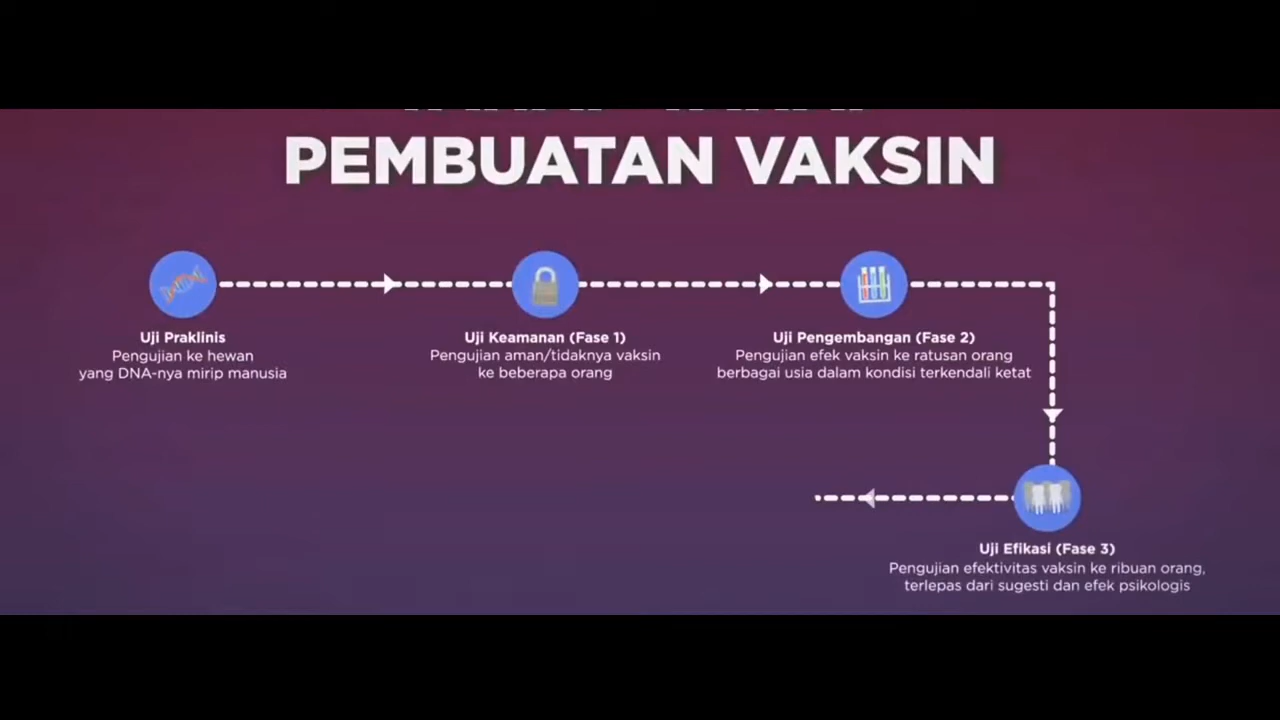 PEMBUATAN VAKSIN
Uji Praklinis
Pengujian ke hewan
yang DNA-nya mirip manusia
Uji Keamanan (Fase 1)
Pengujian aman/tidaknya vaksin
ke beberapa orang
Uji Pengembangan (Fase 2)
Pengujian efek vaksin ke ratusan orang
berbagai usia dalam kondisi terkendali ketat
Uji Efikasi (Fase 3)
Pengujian efektivitas vaksin ke ribuan orang,
terlepas dari sugesti dan efek psikologis